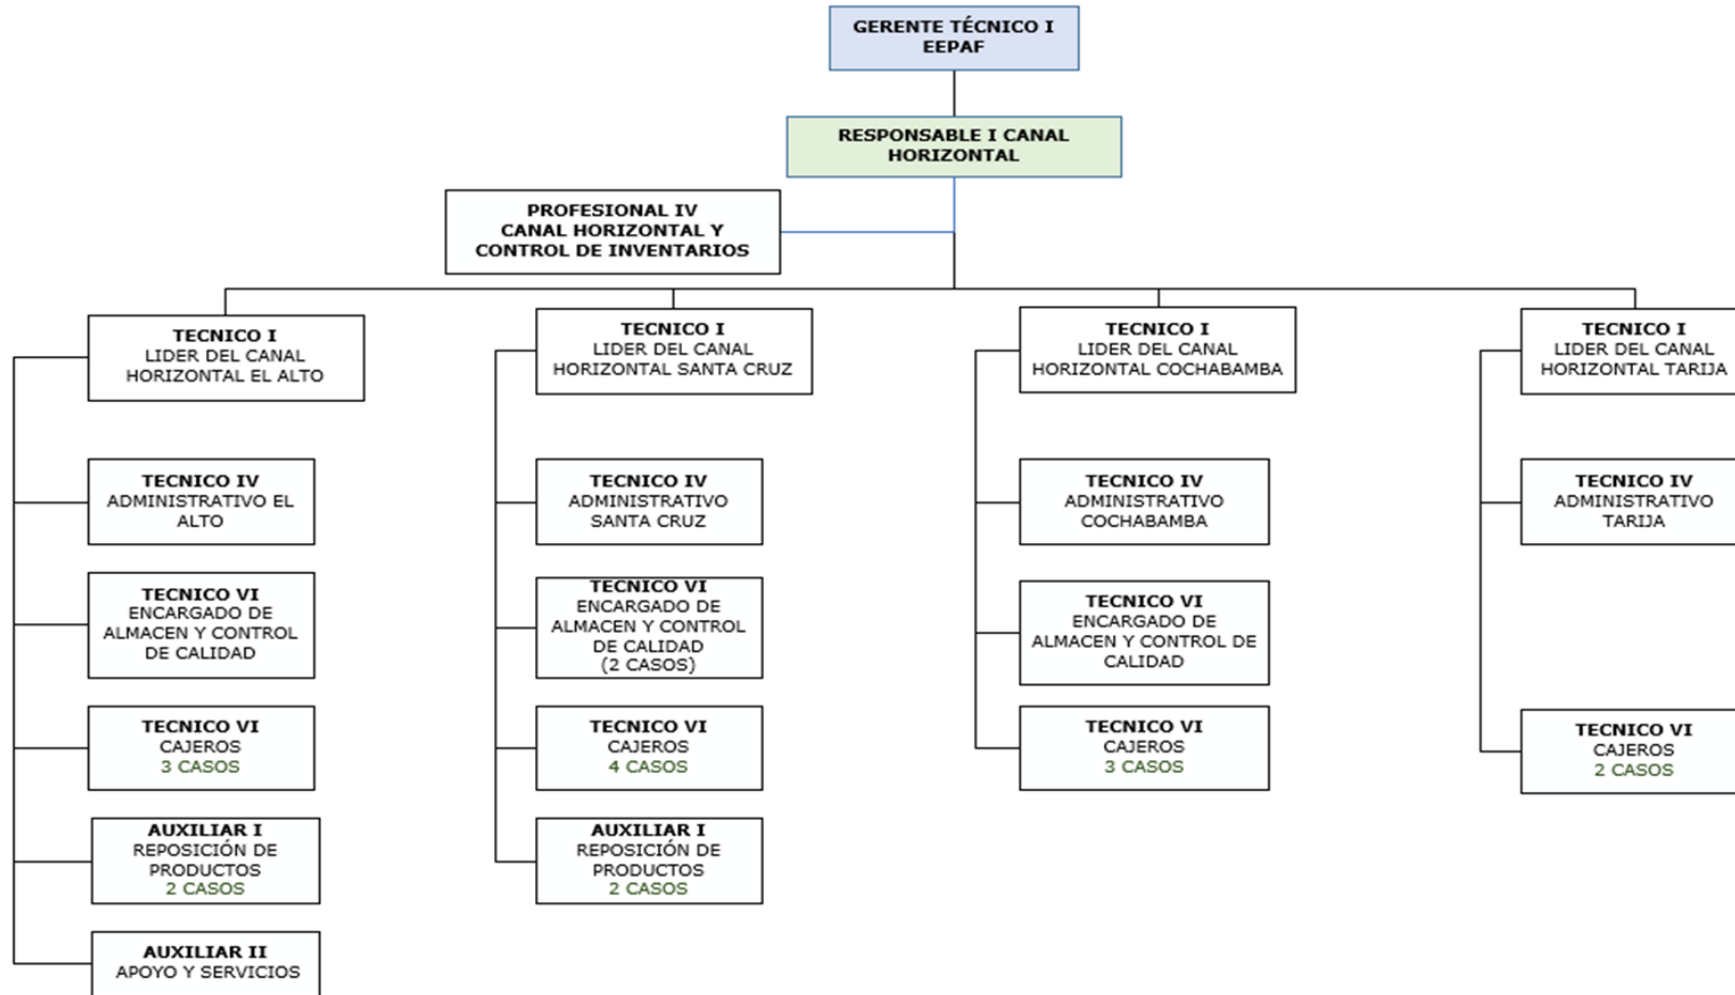 GERENTE TÉCNICO I
EEPAF
RESPONSABLE I CANAL
HORIZONTAL
PROFESIONAL IV
CANAL HORIZONTAL Y
CONTROL DE INVENTARIOS
TECNICO I
LIDER DEL CANAL
HORIZONTAL EL ALTO
TECNICO IV
ADMINISTRATIVO EL
ALTO
TECNICO VI
ENCARGADO DE
ALMACEN Y CONTROL
DE CALIDAD
TECNICO VI
CAJEROS
3 CASOS
AUXILIAR I
REPOSICIÓN DE
PRODUCTOS
2 CASOS
AUXILIAR II
APOYO Y SERVICIOS
TECNICO I
LIDER DEL CANAL
HORIZONTAL SANTA CRUZ
TECNICO IV
ADMINISTRATIVO
SANTA CRUZ
TECNICO VI
ENCARGADO DE
ALMACEN Y CONTROL
DE CALIDAD
(2 CASOS)
TECNICO VI
CAJEROS
4 CASOS
AUXILIAR I
REPOSICIÓN DE
PRODUCTOS
2 CASOS
TECNICO I
LIDER DEL CANAL
HORIZONTAL COCHABAMBA
TECNICO IV
ADMINISTRATIVO
COCHABAMBA
TECNICO VI
ENCARGADO DE
ALMACEN Y CONTROL DE
CALIDAD
TECNICO VI
CAJEROS
3 CASOS
TECNICO I
LIDER DEL CANAL
HORIZONTAL TARIJA
TECNICO IV
ADMINISTRATIVO
TARIJA
TECNICO VI
CAJEROS
2 CASOS